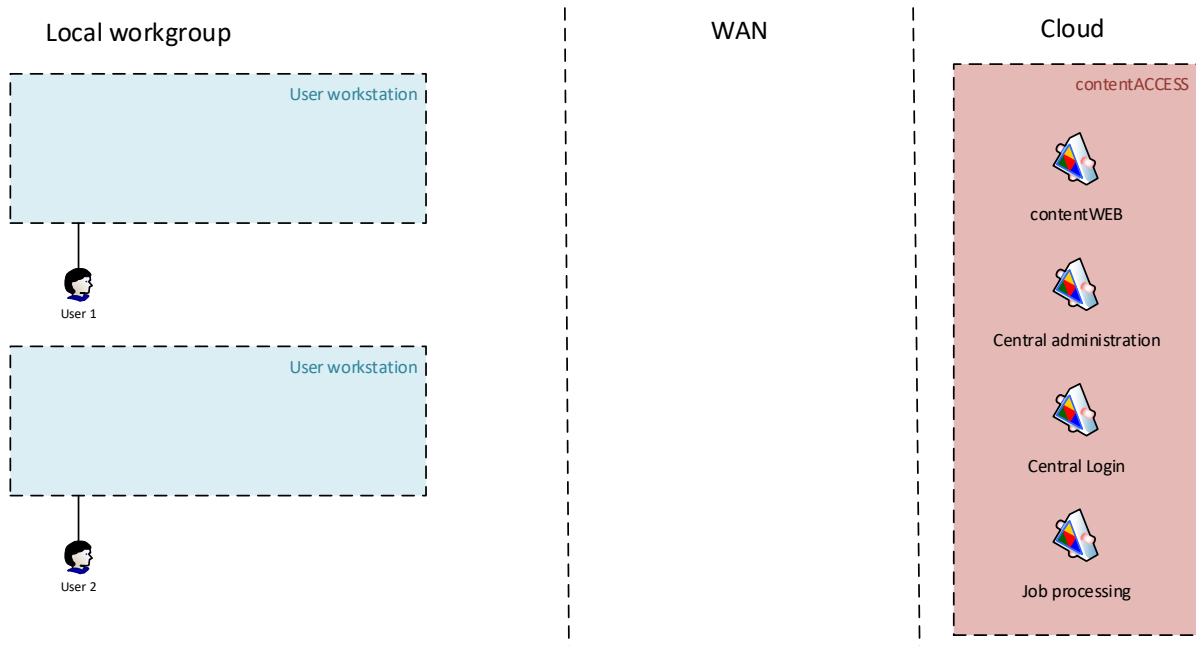 Local workgroup
WAN
Cloud
User workstation
contentACCESS
contentWEB
User 1
Central administration
User workstation
Central Login
User 2
Job processing